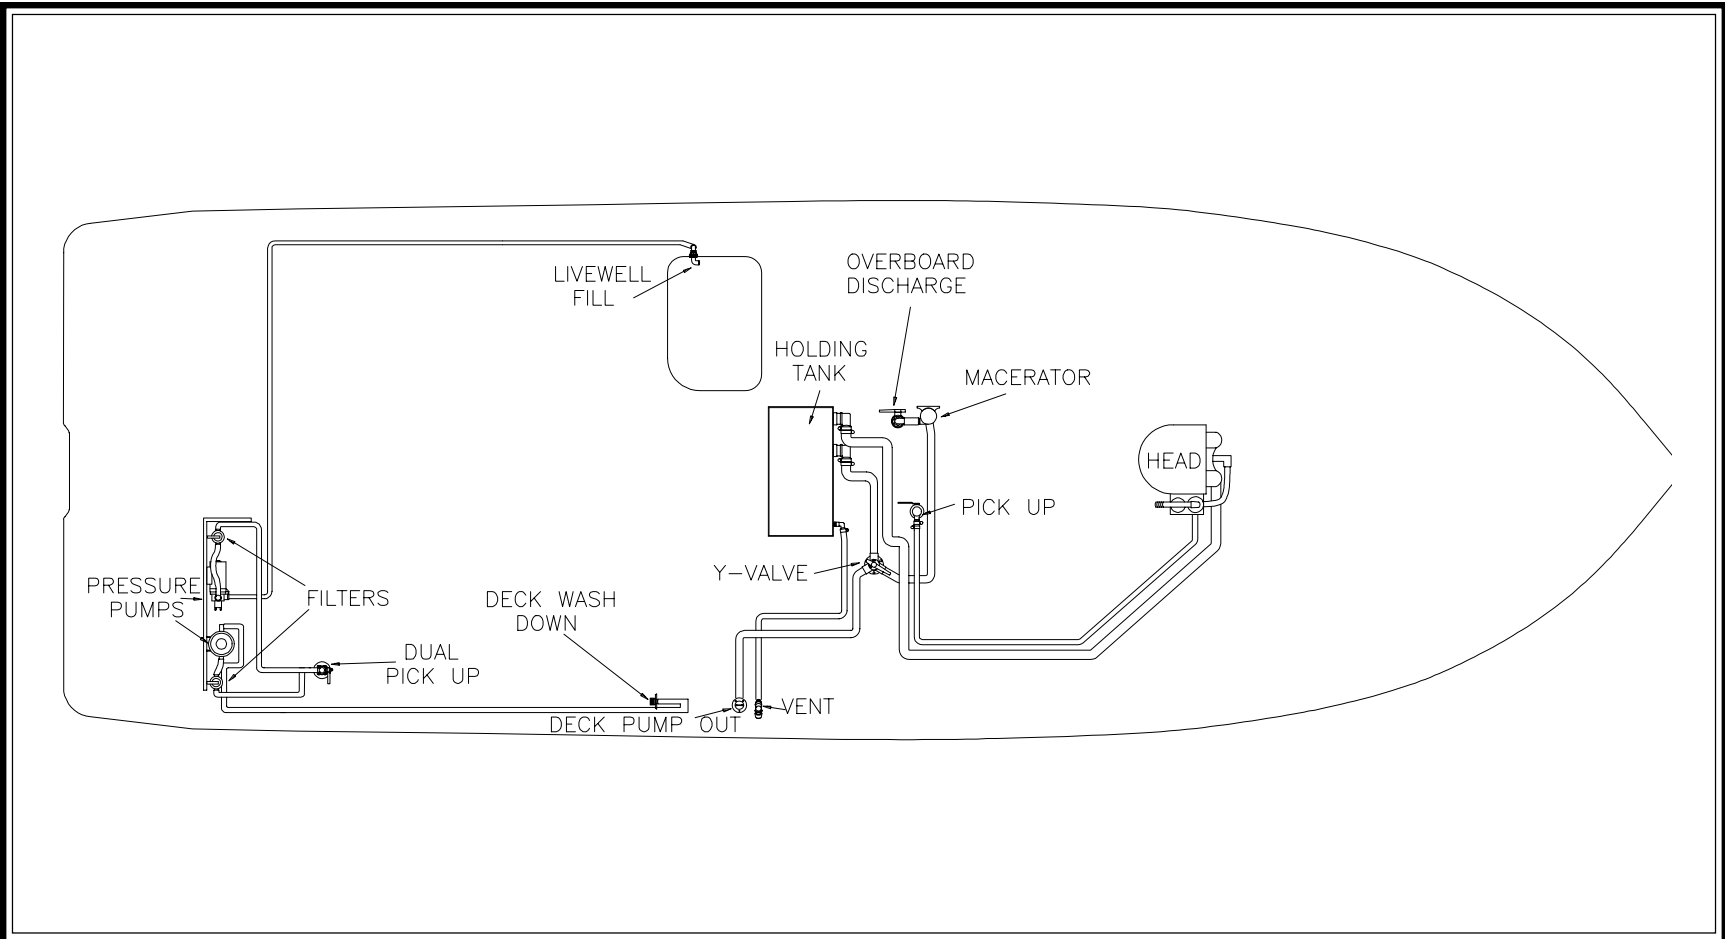 LIVEWELL
FILL
OVERBOARD
DISCHARGE
HOLDING
TANK
MACERATOR
HEAD
PICK UP
Y-VALVE
PRESSURE
PUMPS
FILTERS
DECK WASH
DOWN
DUAL
PICK UP
DECK PUMP OUT
VENT